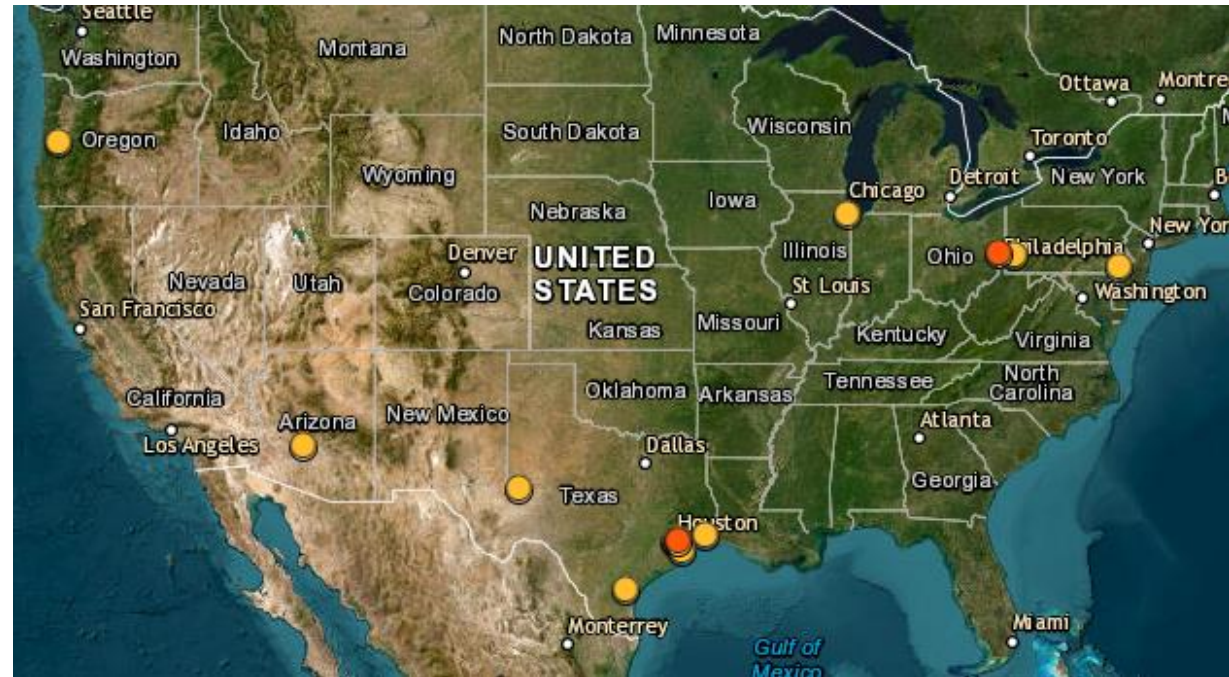 Seattle
Washington
Montana
North Dakota
Minnesota
Ottawa
Montre
Oregon
Idaho
South Dakota
Wisconsin
Toronto
Wyoming
Detroit
New York
B
Chicago
Iowa
Nebraska
New Yor
Denver
UNITED
STATES
Illinois
Ohio
Philadelphia
Nevada
Utah
Colorado
St Louis
Washington
San Francisco
Kansas
Missouri
Kentucky
Virginia
California
Oklahoma
Arkansas
Tennessee
North
Carolina
Arizona
New Mexico
Los Angeles
Dallas
Atlanta
Texas
Georgia
Houston
Monterrey
Miami
Gulf of
Mexico